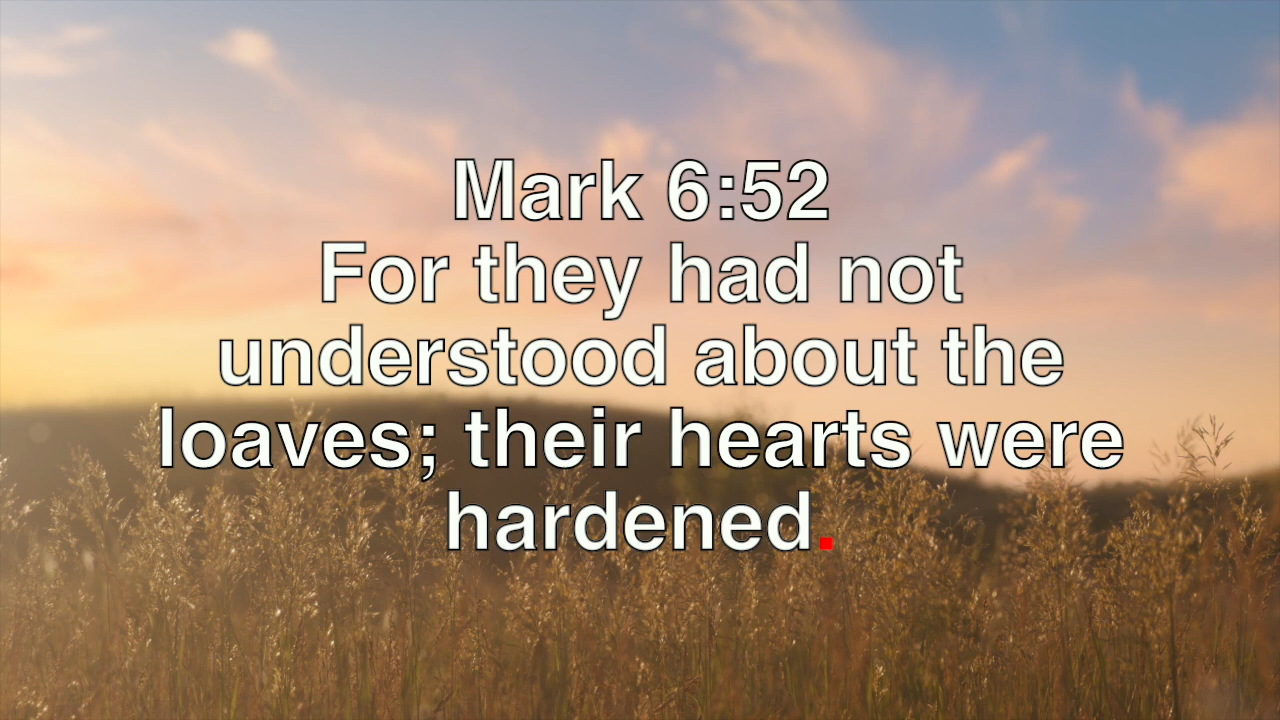 Mark 6:52
For they had not
understood about the
loaves; their hearts were
hardened.